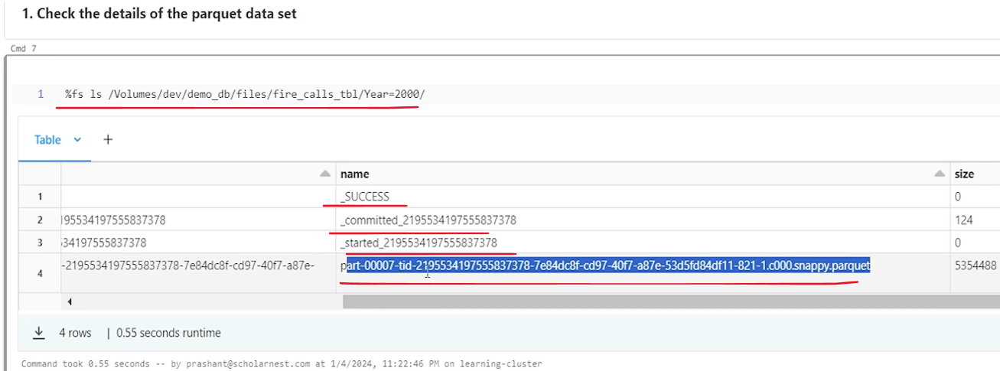 1. Check the details of the parquet data set
Cmd 7
1 %fs ls /Volumes/dev/demo_db/files/fire_calls_tbl/Year=2000/
Table +
name size
1 _SUCCESS 0
2 195534197555837378 _committed_2195534197555837378 124
3 34197555837378 _started_2195534197555837378 0
4 -2195534197555837378-7e84dc8f-cd97-40f7-a87e- part-00007-tid-2195534197555837378-7e84dc8f-cd97-40f7-a87e-53d5fd84df11-821-1.c000.snappy.parquet 5354488
4 rows | 0.55 seconds runtime
Command took 0.55 seconds -- by prashant@scholarnest.com at 1/4/2024, 11:22:46 PM on learning-cluster